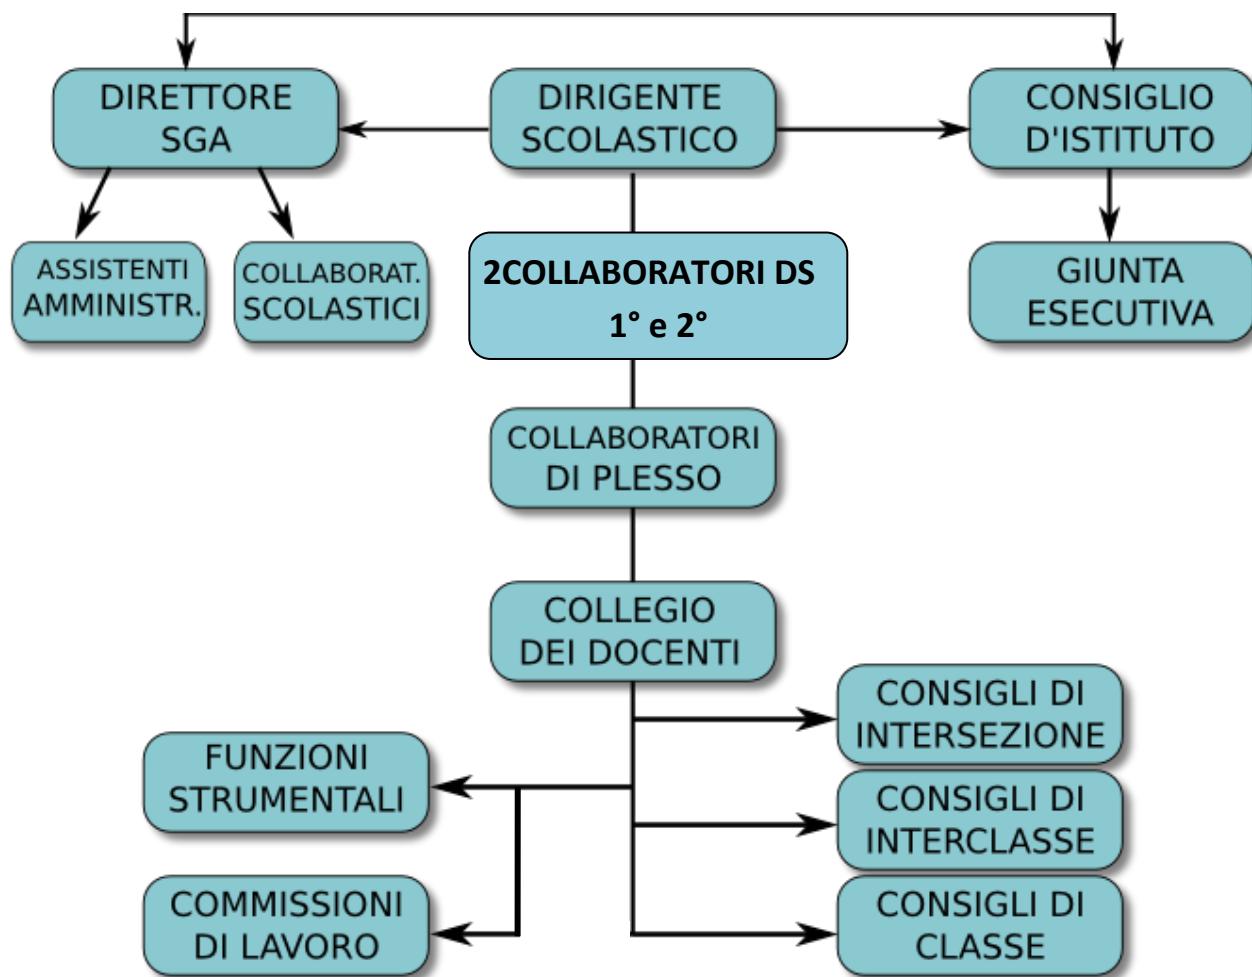 DIRETTORE
SGA
DIRIGENTE
SCOLASTICO
CONSIGLIO
D'ISTITUTO
ASSISTENTI
AMMINISTR.
COLLABORAT.
SCOLASTICI
2COLLABORATORI DS
1° e 2°
GIUNTA
ESECUTIVA
COLLABORATORI
DI PLESSO
COLLEGIO
DEI DOCENTI
CONSIGLI DI
INTERSEZIONE
FUNZIONI
STRUMENTALI
CONSIGLI DI
INTERCLASSE
COMMISSIONI
DI LAVORO
CONSIGLI DI
CLASSE